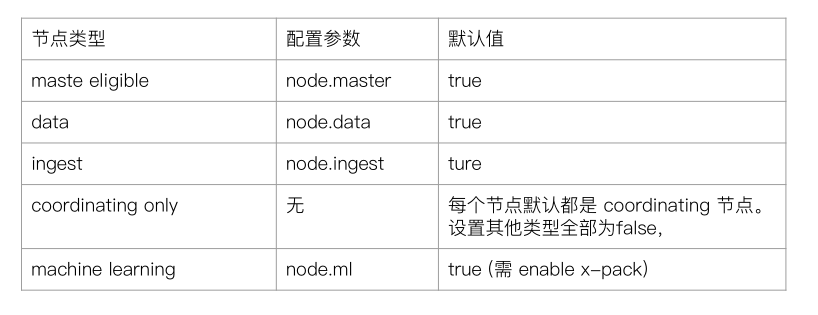 节点类型 配置参数 默认值
maste eligible node.master true
data node.data true
ingest node.ingest ture
coordinating only 无 每个节点默认都是 coordinating 节点。
设置其他类型全部为false,
machine learning node.ml true (需 enable x-pack)